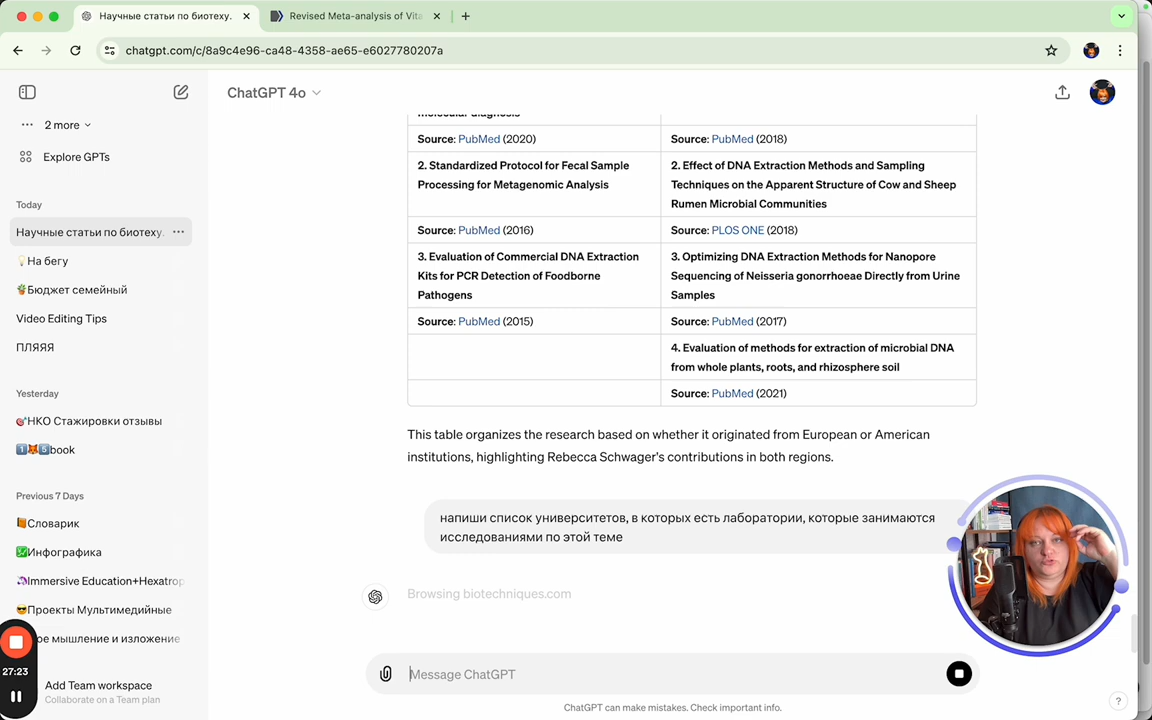 Научные статьи по биотеху.
Revised Meta-analysis of Vita
chatgpt.com/c/8a9c4e96-ca48-4358-ae65-e6027780207a
ChatGPT 4o
2 more
Explore GPTs
Today
Научные статьи по биотеху.
💡На бегу
🪴Бюджет семейный
Video Editing Tips
ПЛЯЯЯ
Yesterday
🎯НКО Стажировки отзывы
1️⃣🦊5️⃣book
Previous 7 Days
📙Словарик
💹Инфографика
🦄Immersive Education+Hexatrop
😎Проекты Мультимедийные
ое мышление и изложение
Add Team workspace
Collaborate on a Team plan
27:23
molecular diagnosis
Source: PubMed (2020)
Source: PubMed (2018)
2. Standardized Protocol for Fecal Sample
Processing for Metagenomic Analysis
2. Effect of DNA Extraction Methods and Sampling
Techniques on the Apparent Structure of Cow and Sheep
Rumen Microbial Communities
Source: PubMed (2016)
Source: PLOS ONE (2018)
3. Evaluation of Commercial DNA Extraction
Kits for PCR Detection of Foodborne
Pathogens
3. Optimizing DNA Extraction Methods for Nanopore
Sequencing of Neisseria gonorrhoeae Directly from Urine
Samples
Source: PubMed (2015)
Source: PubMed (2017)
4. Evaluation of methods for extraction of microbial DNA
from whole plants, roots, and rhizosphere soil
Source: PubMed (2021)
This table organizes the research based on whether it originated from European or American
institutions, highlighting Rebecca Schwager's contributions in both regions.
напиши список университетов, в которых есть лаборатории, которые занимаются
исследованиями по этой теме
Browsing biotechniques.com
Message ChatGPT
ChatGPT can make mistakes. Check important info.
?